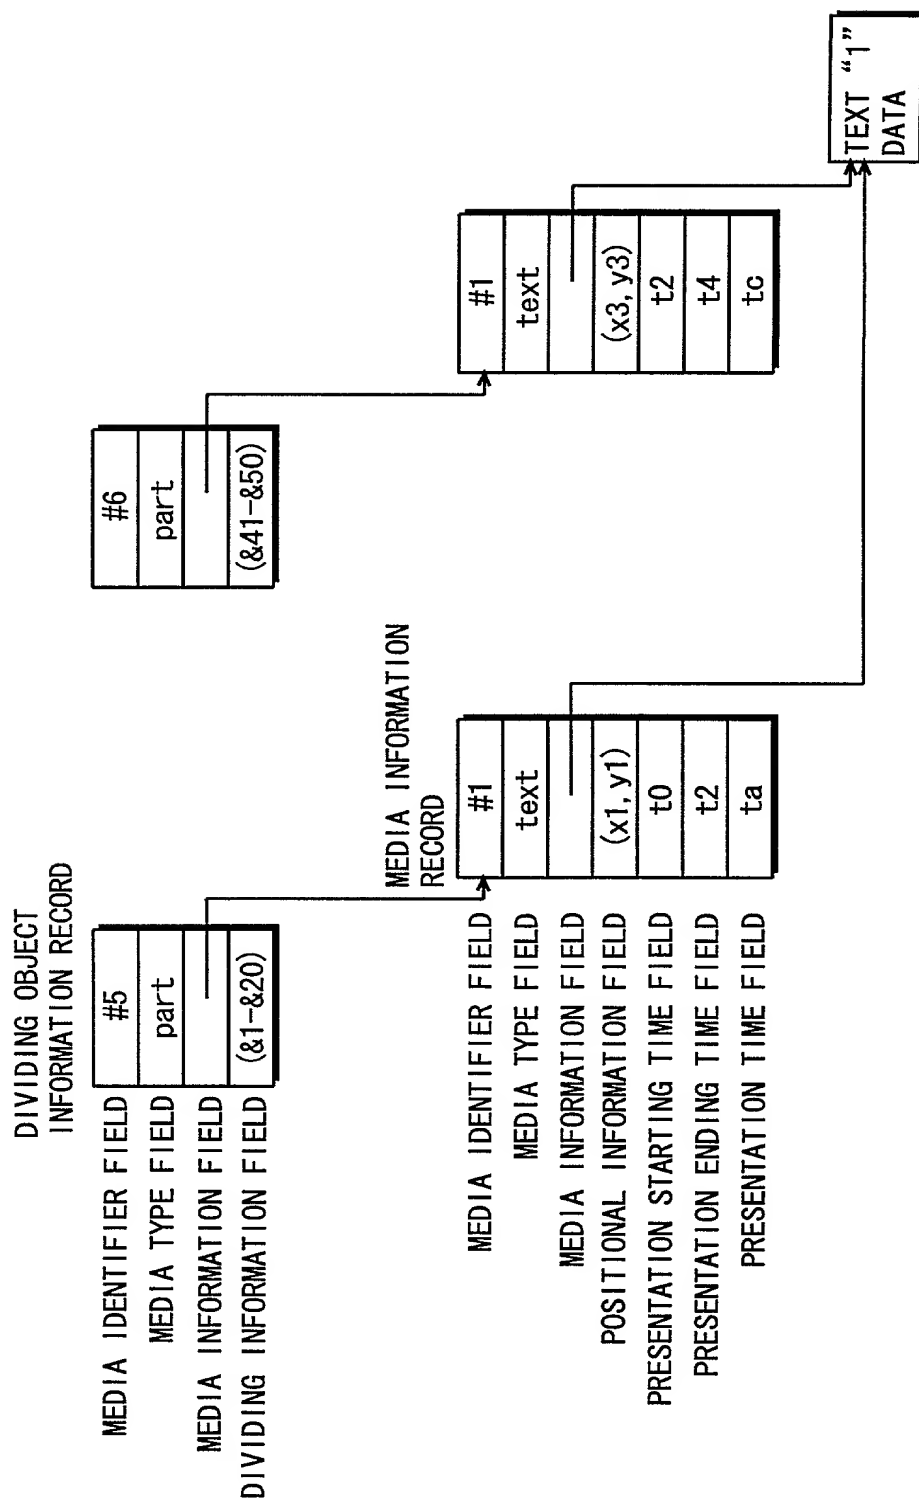 DIVIDING OBJECT
INFORMATION RECORD
MEDIA IDENTIFIER FIELD
#5
#6
MEDIA TYPE FIELD
part
part
MEDIA INFORMATION FIELD
DIVIDING INFORMATION FIELD
(&1-&20)
(&41-&50)
MEDIA INFORMATION
RECORD
MEDIA IDENTIFIER FIELD
#1
#1
MEDIA TYPE FIELD
text
text
MEDIA INFORMATION FIELD
POSITIONAL INFORMATION FIELD
(x1, y1)
(x3, y3)
PRESENTATION STARTING TIME FIELD
t0
t2
PRESENTATION ENDING TIME FIELD
t2
t4
PRESENTATION TIME FIELD
ta
tc
TEXT “1”
DATA